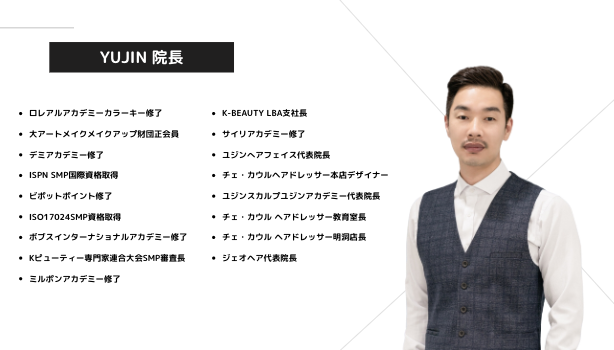 YUJIN 院長
ロレアルアカデミーカラーキー修了
大アートメイクメイクアップ財団正会員
デミアカデミー修了
ISPN SMP国際資格取得
ピボットポイント修了
ISO17024SMP資格取得
ボブスインターナショナルアカデミー修了
Kビューティー専門家連合大会SMP審査長
ミルボンアカデミー修了
K-BEAUTY LBA支社長
サイリアカデミー修了
ユジンヘアフェイス代表院長
チェ・カウルヘアドレッサー本店デザイナー
ユジンスカルプユジンアカデミー代表院長
チェ・カウル ヘアドレッサー教育室長
チェ・カウル ヘアドレッサー明洞店長
ジェオヘア代表院長